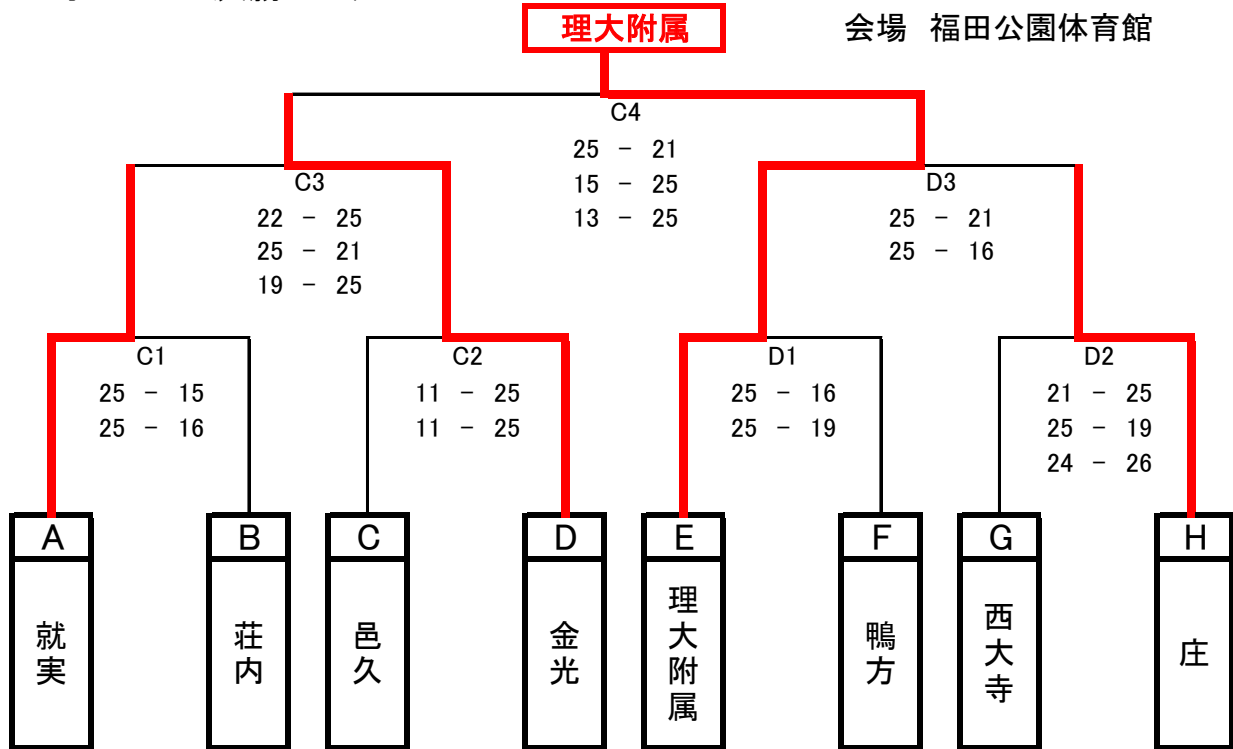 理大附属
会場 福田公園体育館
C4
25 - 21
15 - 25
13 - 25
C3
22 - 25
25 - 21
19 - 25
D3
25 - 21
25 - 16
C1
25 - 15
25 - 16
C2
11 - 25
11 - 25
D1
25 - 16
25 - 19
D2
21 - 25
25 - 19
24 - 26
A
就実
B
荘内
C
邑久
D
金光
E
理大附属
F
鴨方
G
西大寺
H
庄